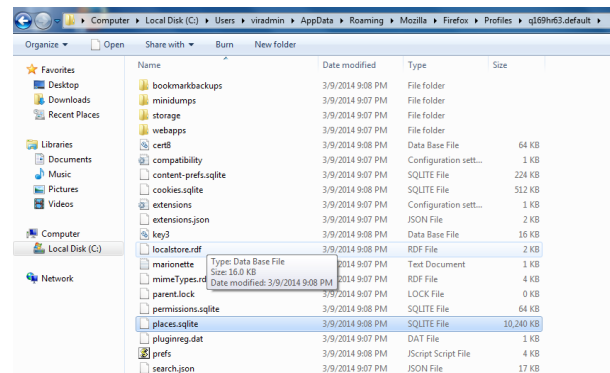 Computer ▸ Local Disk (C:) ▸ Users ▸ viradmin ▸ AppData ▸ Roaming ▸ Mozilla ▸ Firefox ▸ Profiles ▸ q169hr63.default ▸
Organize Open Share with Burn New folder
Favorites
Desktop
Downloads
Recent Places
Libraries
Documents
Music
Pictures
Videos
Computer
Local Disk (C:)
Network
Name Date modified Type Size
bookmarkbackups 3/9/2014 9:08 PM File folder
minidumps 3/9/2014 9:07 PM File folder
storage 3/9/2014 9:08 PM File folder
webapps 3/9/2014 9:08 PM File folder
cert8 3/9/2014 9:08 PM Data Base File 64 KB
compatibility 3/9/2014 9:07 PM Configuration sett... 1 KB
content-prefs.sqlite 3/9/2014 9:07 PM SQLITE File 224 KB
cookies.sqlite 3/9/2014 9:08 PM SQLITE File 512 KB
extensions 3/9/2014 9:07 PM Configuration sett... 1 KB
extensions.json 3/9/2014 9:07 PM JSON File 2 KB
key3 3/9/2014 9:08 PM Data Base File 16 KB
localstore.rdf 3/9/2014 9:08 PM RDF File 2 KB
marionette 3/9/2014 9:07 PM Text Document 1 KB
mimeTypes.rd 3/9/2014 9:07 PM RDF File 4 KB
Type: Data Base File
Size: 16.0 KB
Date modified: 3/9/2014 9:08 PM
parent.lock 3/9/2014 9:07 PM LOCK File 0 KB
permissions.sqlite 3/9/2014 9:08 PM SQLITE File 64 KB
places.sqlite 3/9/2014 9:08 PM SQLITE File 10,240 KB
pluginreg.dat 3/9/2014 9:08 PM DAT File 1 KB
prefs 3/9/2014 9:08 PM JScript Script File 4 KB
search.json 3/9/2014 9:07 PM JSON File 17 KB